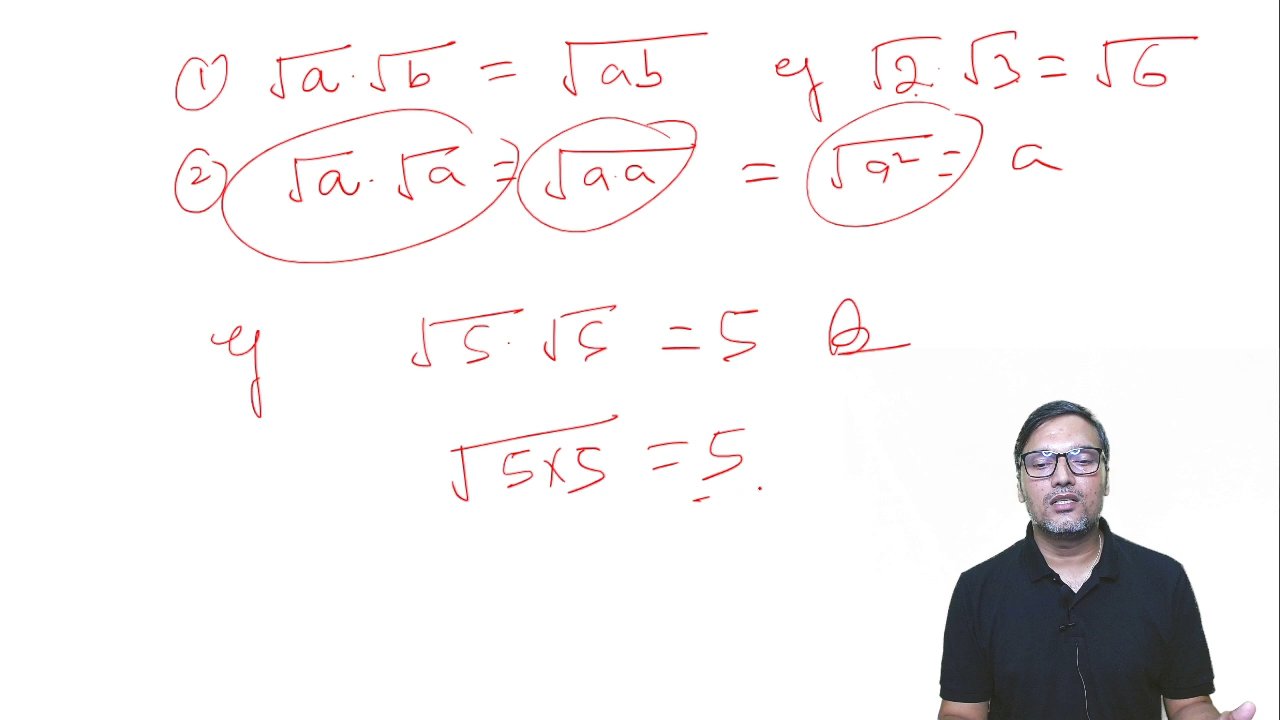 ① √a · √b = √ab eg √2 · √3 = √6
② √a · √a = √a.a = √a² = a
eg √5 · √5 = 5
√5×5 = 5.